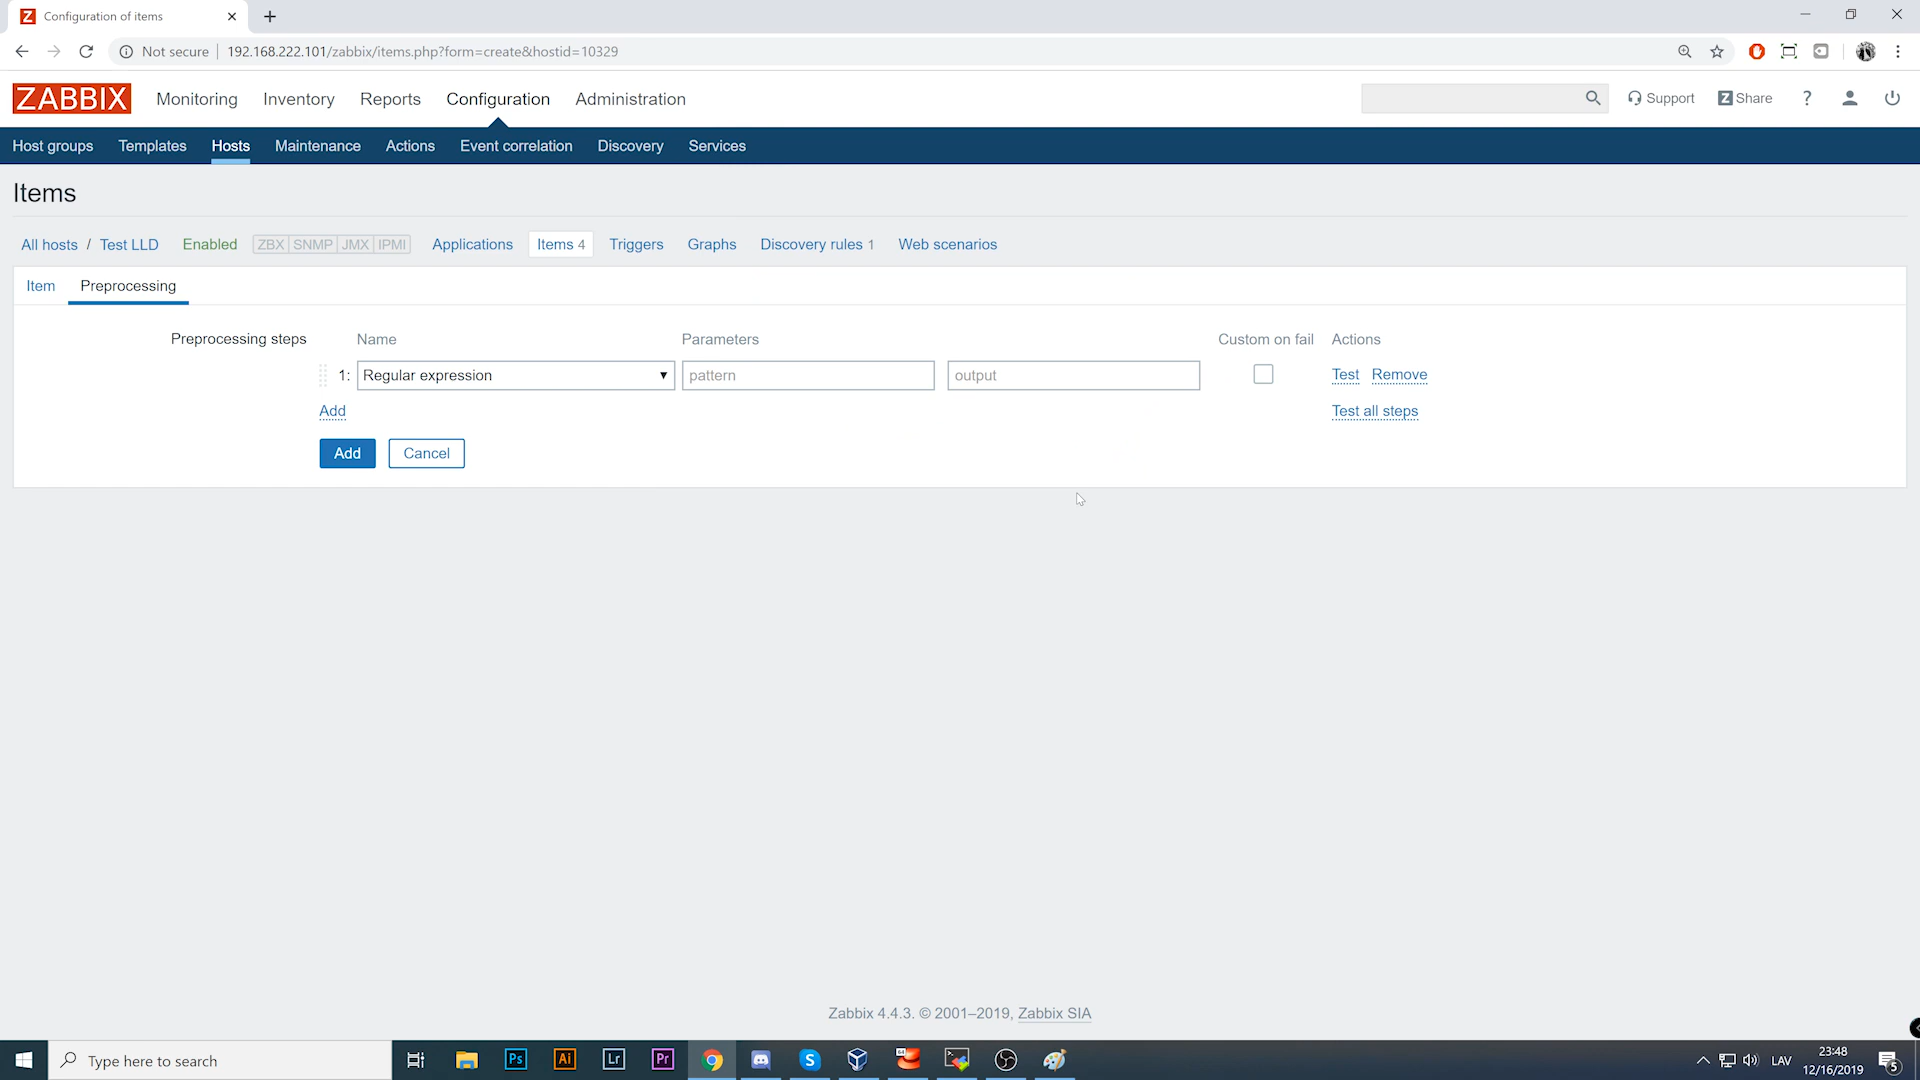 Configuration of items
Not secure | 192.168.222.101/zabbix/items.php?form=create&hostid=10329
ZABBIX Monitoring Inventory Reports Configuration Administration Support Z Share ?
Host groups Templates Hosts Maintenance Actions Event correlation Discovery Services
Items
All hosts / Test LLD Enabled ZBX SNMP JMX IPMI Applications Items 4 Triggers Graphs Discovery rules 1 Web scenarios
Item Preprocessing
Preprocessing steps Name Parameters Custom on fail Actions
1: Regular expression pattern output Test Remove
Add Test all steps
Add Cancel
Zabbix 4.4.3. © 2001–2019, Zabbix SIA
Type here to search Ps Ai Lr Pr LAV 23:48
12/16/2019 5